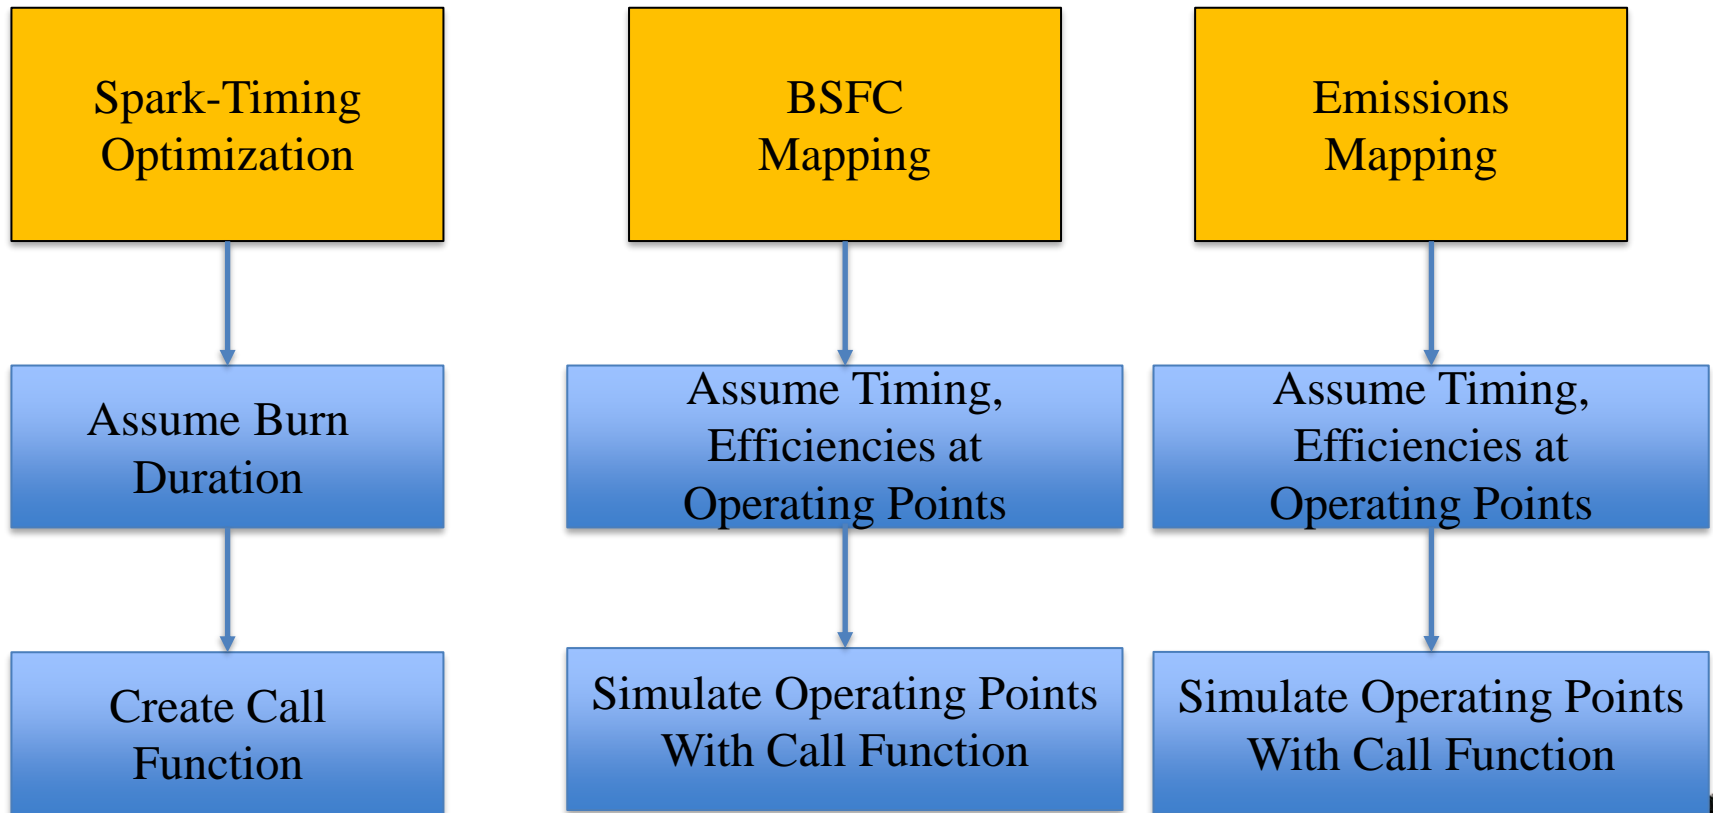 Spark-Timing
Optimization
BSFC
Mapping
Emissions
Mapping
Assume Burn
Duration
Assume Timing,
Efficiencies at
Operating Points
Assume Timing,
Efficiencies at
Operating Points
Create Call
Function
Simulate Operating Points
With Call Function
Simulate Operating Points
With Call Function